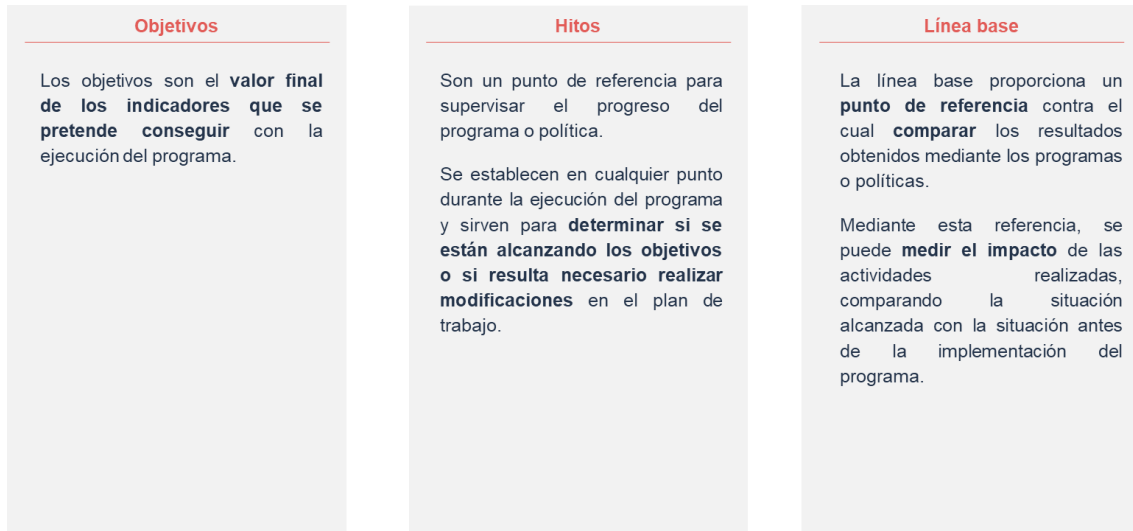 Objetivos
Los objetivos son el valor final
de los indicadores que se
pretende conseguir con la
ejecución del programa.
Hitos
Son un punto de referencia para
supervisar el progreso del
programa o política.
Se establecen en cualquier punto
durante la ejecución del programa
y sirven para determinar si se
están alcanzando los objetivos
o si resulta necesario realizar
modificaciones en el plan de
trabajo.
Línea base
La línea base proporciona un
punto de referencia contra el
cual comparar los resultados
obtenidos mediante los programas
o políticas.
Mediante esta referencia, se
puede medir el impacto de las
actividades realizadas,
comparando la situación
alcanzada con la situación antes
de la implementación del
programa.